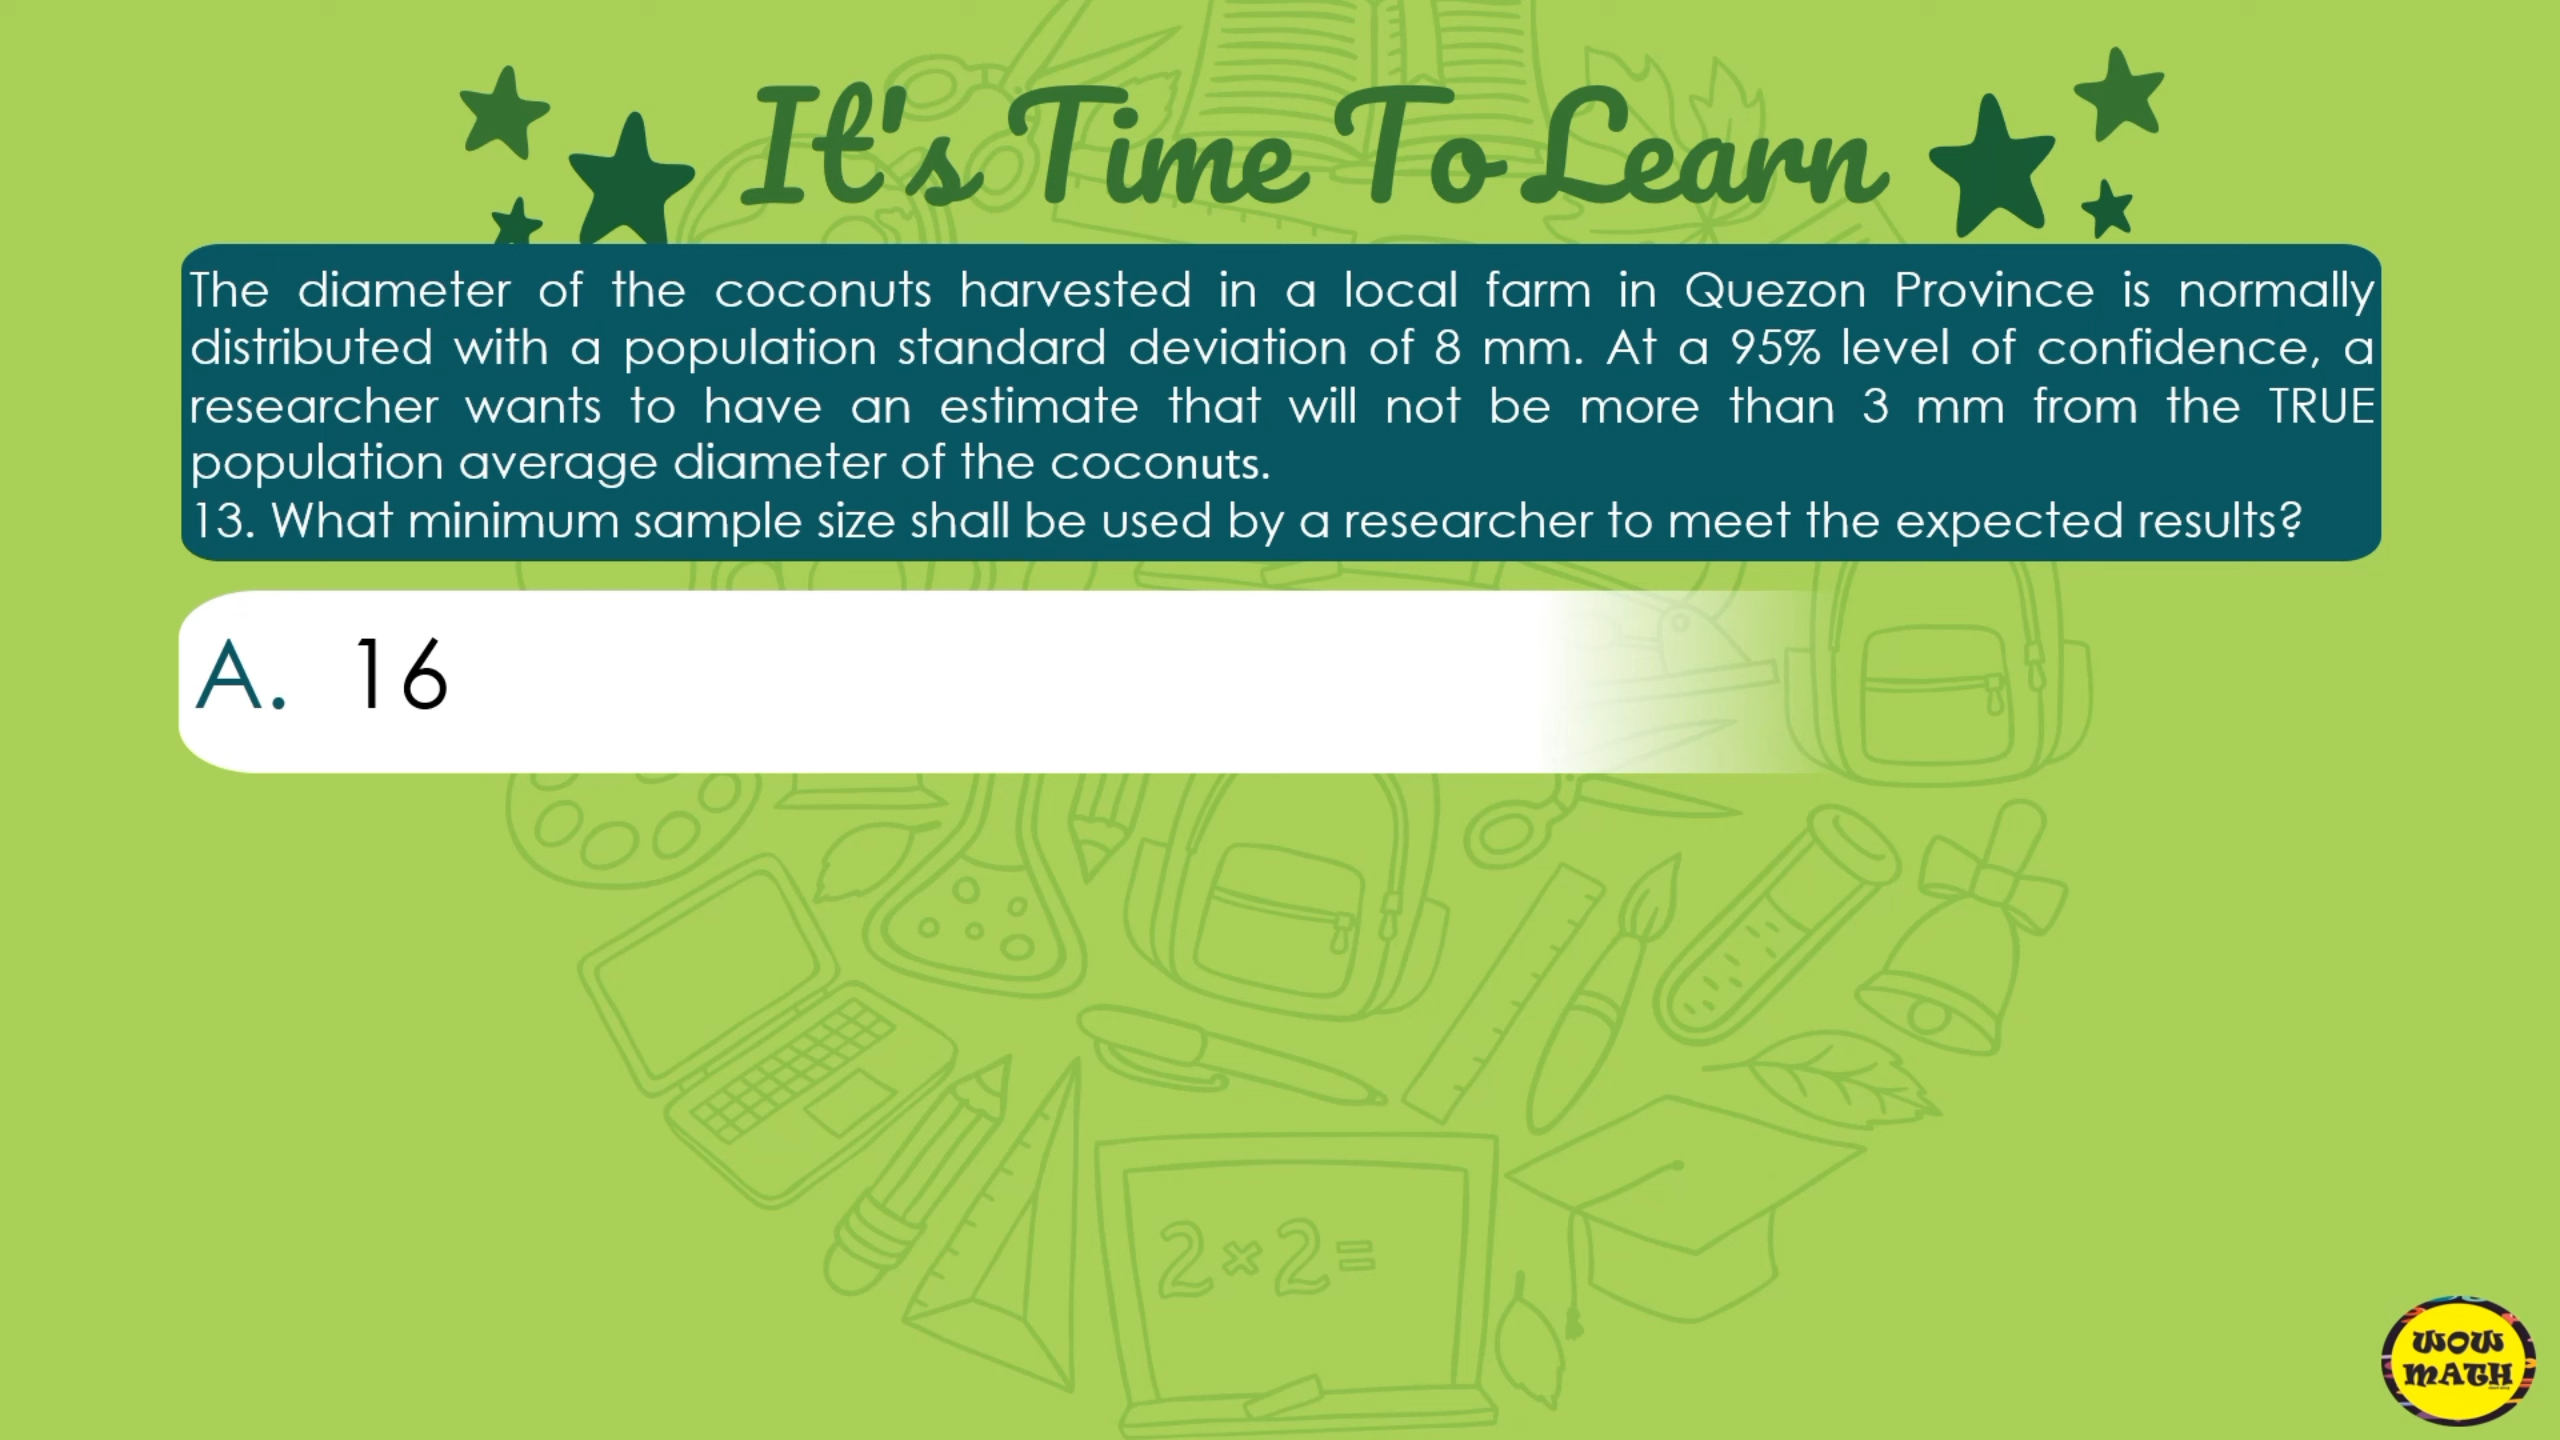 It's Time To Learn
The diameter of the coconuts harvested in a local farm in Quezon Province is normally
distributed with a population standard deviation of 8 mm. At a 95% level of confidence, a
researcher wants to have an estimate that will not be more than 3 mm from the TRUE
population average diameter of the coconuts.
13. What minimum sample size shall be used by a researcher to meet the expected results?
A. 16
2×2=
WOW
MATH